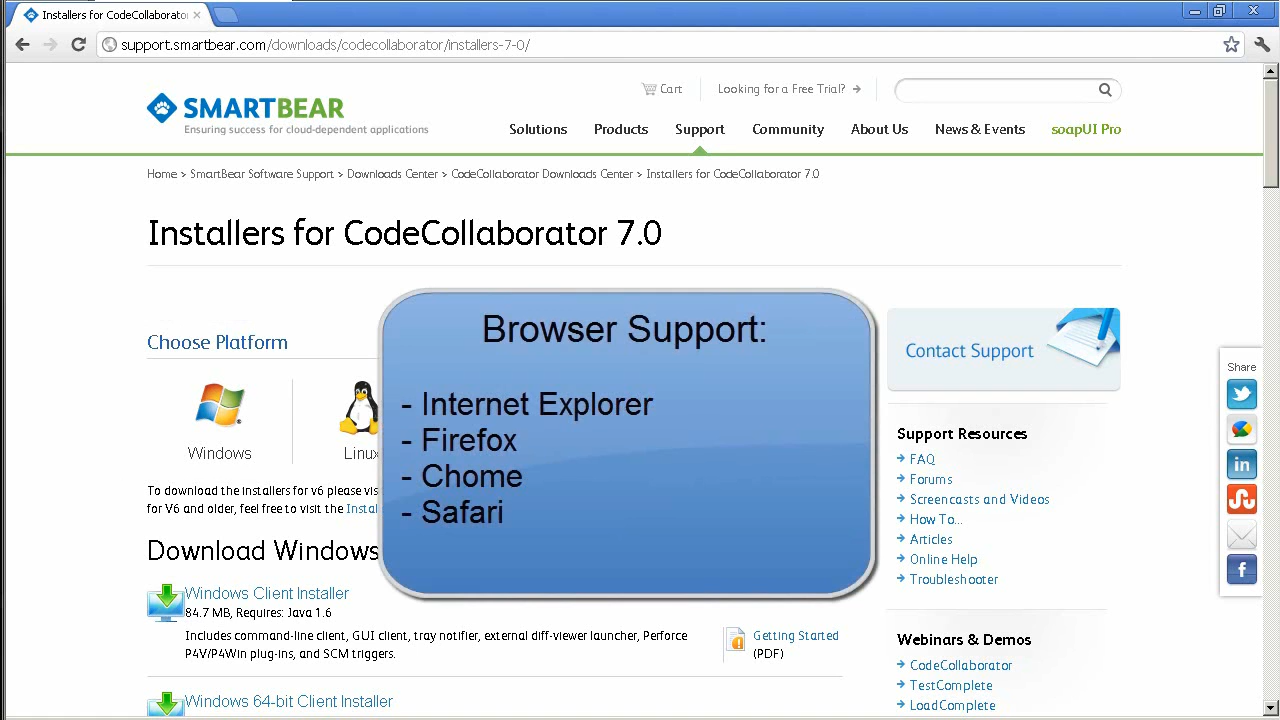 Installers for CodeCollaborato
support.smartbear.com/downloads/codecollaborator/installers-7-0/
Cart
Looking for a Free Trial?
SMARTBEAR
Ensuring success for cloud-dependent applications
Solutions Products Support Community About Us News & Events soapUI Pro
Home > SmartBear Software Support > Downloads Center > CodeCollaborator Downloads Center > Installers for CodeCollaborator 7.0
Installers for CodeCollaborator 7.0
Choose Platform
Windows
Linux
To download the installers for v6 please vis
for V6 and older, feel free to visit the Instal
Download Windows
Windows Client Installer
84.7 MB, Requires: Java 1.6
Includes command-line client, GUI client, tray notifier, external diff-viewer launcher, Perforce
P4V/P4Win plug-ins, and SCM triggers.
Getting Started
(PDF)
Windows 64-bit Client Installer
Browser Support:
- Internet Explorer
- Firefox
- Chome
- Safari
Contact Support
Support Resources
FAQ
Forums
Screencasts and Videos
How To...
Articles
Online Help
Troubleshooter
Webinars & Demos
CodeCollaborator
TestComplete
LoadComplete
Share